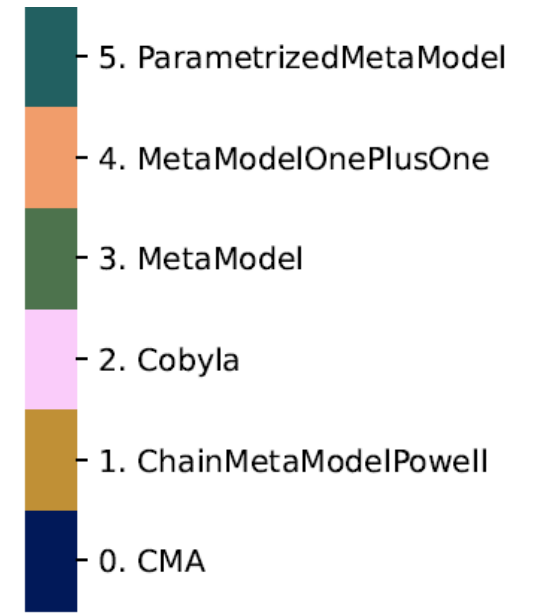 5. ParametrizedMetaModel
4. MetaModelOnePlusOne
3. MetaModel
2. Cobyla
1. ChainMetaModelPowell
0. CMA